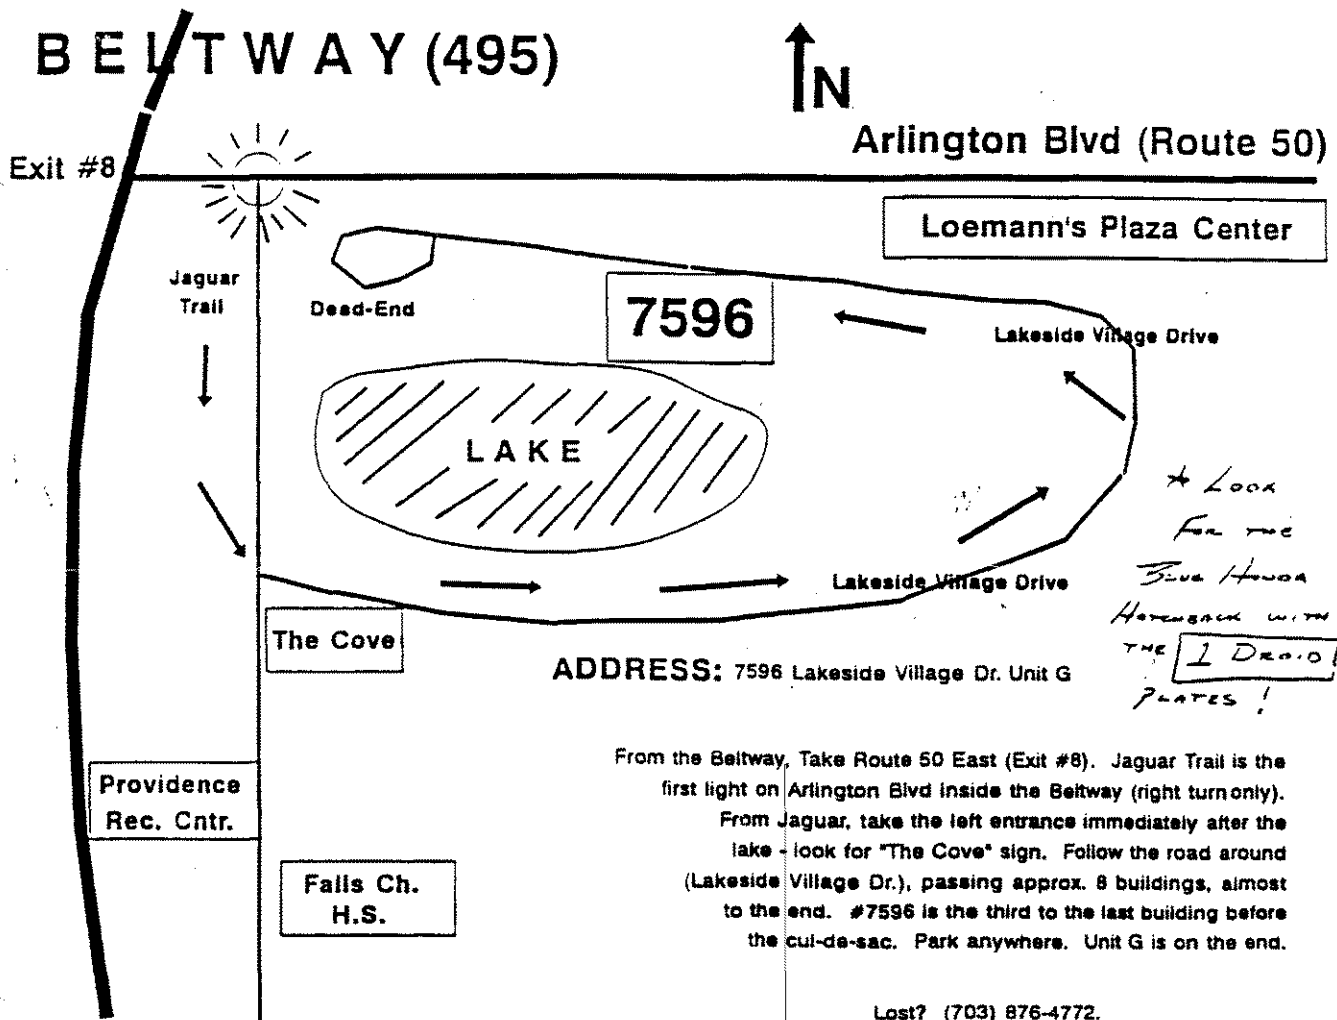 BELTWAY (495)
N
Arlington Blvd (Route 50)
Exit #8
Loemann's Plaza Center
Jaguar
Trail
Dead-End
7596
Lakeside Village Drive
LAKE
* LOOK
FOR THE
BLUE HONDA
HATCHBACK WITH
THE 1 DROID
PLATES!
Lakeside Village Drive
The Cove
ADDRESS: 7596 Lakeside Village Dr. Unit G
Providence
Rec. Cntr.
Falls Ch.
H.S.
From the Beltway, Take Route 50 East (Exit #8). Jaguar Trail is the
first light on Arlington Blvd inside the Beltway (right turn only).
From Jaguar, take the left entrance immediately after the
lake - look for "The Cove" sign. Follow the road around
(Lakeside Village Dr.), passing approx. 8 buildings, almost
to the end. #7596 is the third to the last building before
the cul-de-sac. Park anywhere. Unit G is on the end.
Lost? (703) 876-4772.